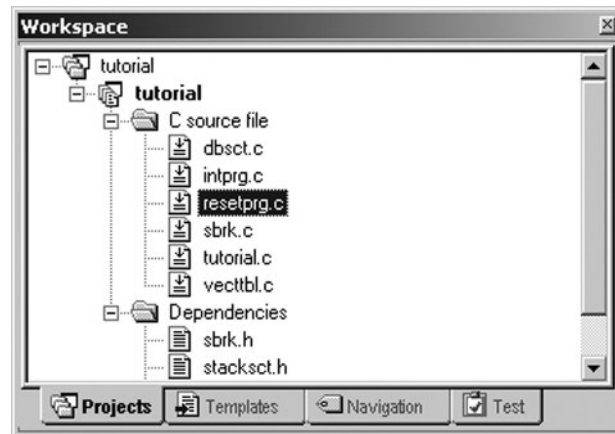 Workspace
tutorial
tutorial
C source file
dbsct.c
intprg.c
resetprg.c
sbrk.c
tutorial.c
vecttbl.c
Dependencies
sbrk.h
stacksct.h
Projects Templates Navigation Test